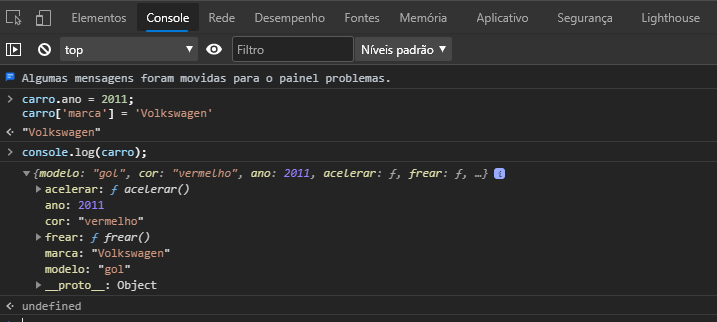 Elementos Console Rede Desempenho Fontes Memória Aplicativo Segurança Lighthouse
top Filtro Níveis padrão
Algumas mensagens foram movidas para o painel problemas.
carro.ano = 2011;
carro['marca'] = 'Volkswagen'
"Volkswagen"
console.log(carro);
{modelo: "gol", cor: "vermelho", ano: 2011, acelerar: ƒ, frear: ƒ, …} i
acelerar: ƒ acelerar()
ano: 2011
cor: "vermelho"
frear: ƒ frear()
marca: "Volkswagen"
modelo: "gol"
__proto__: Object
undefined